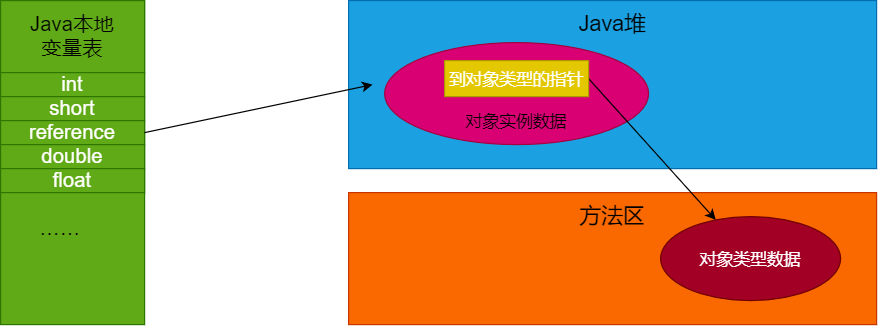 Java本地
变量表
int
short
reference
double
float
……
Java堆
到对象类型的指针
对象实例数据
方法区
对象类型数据